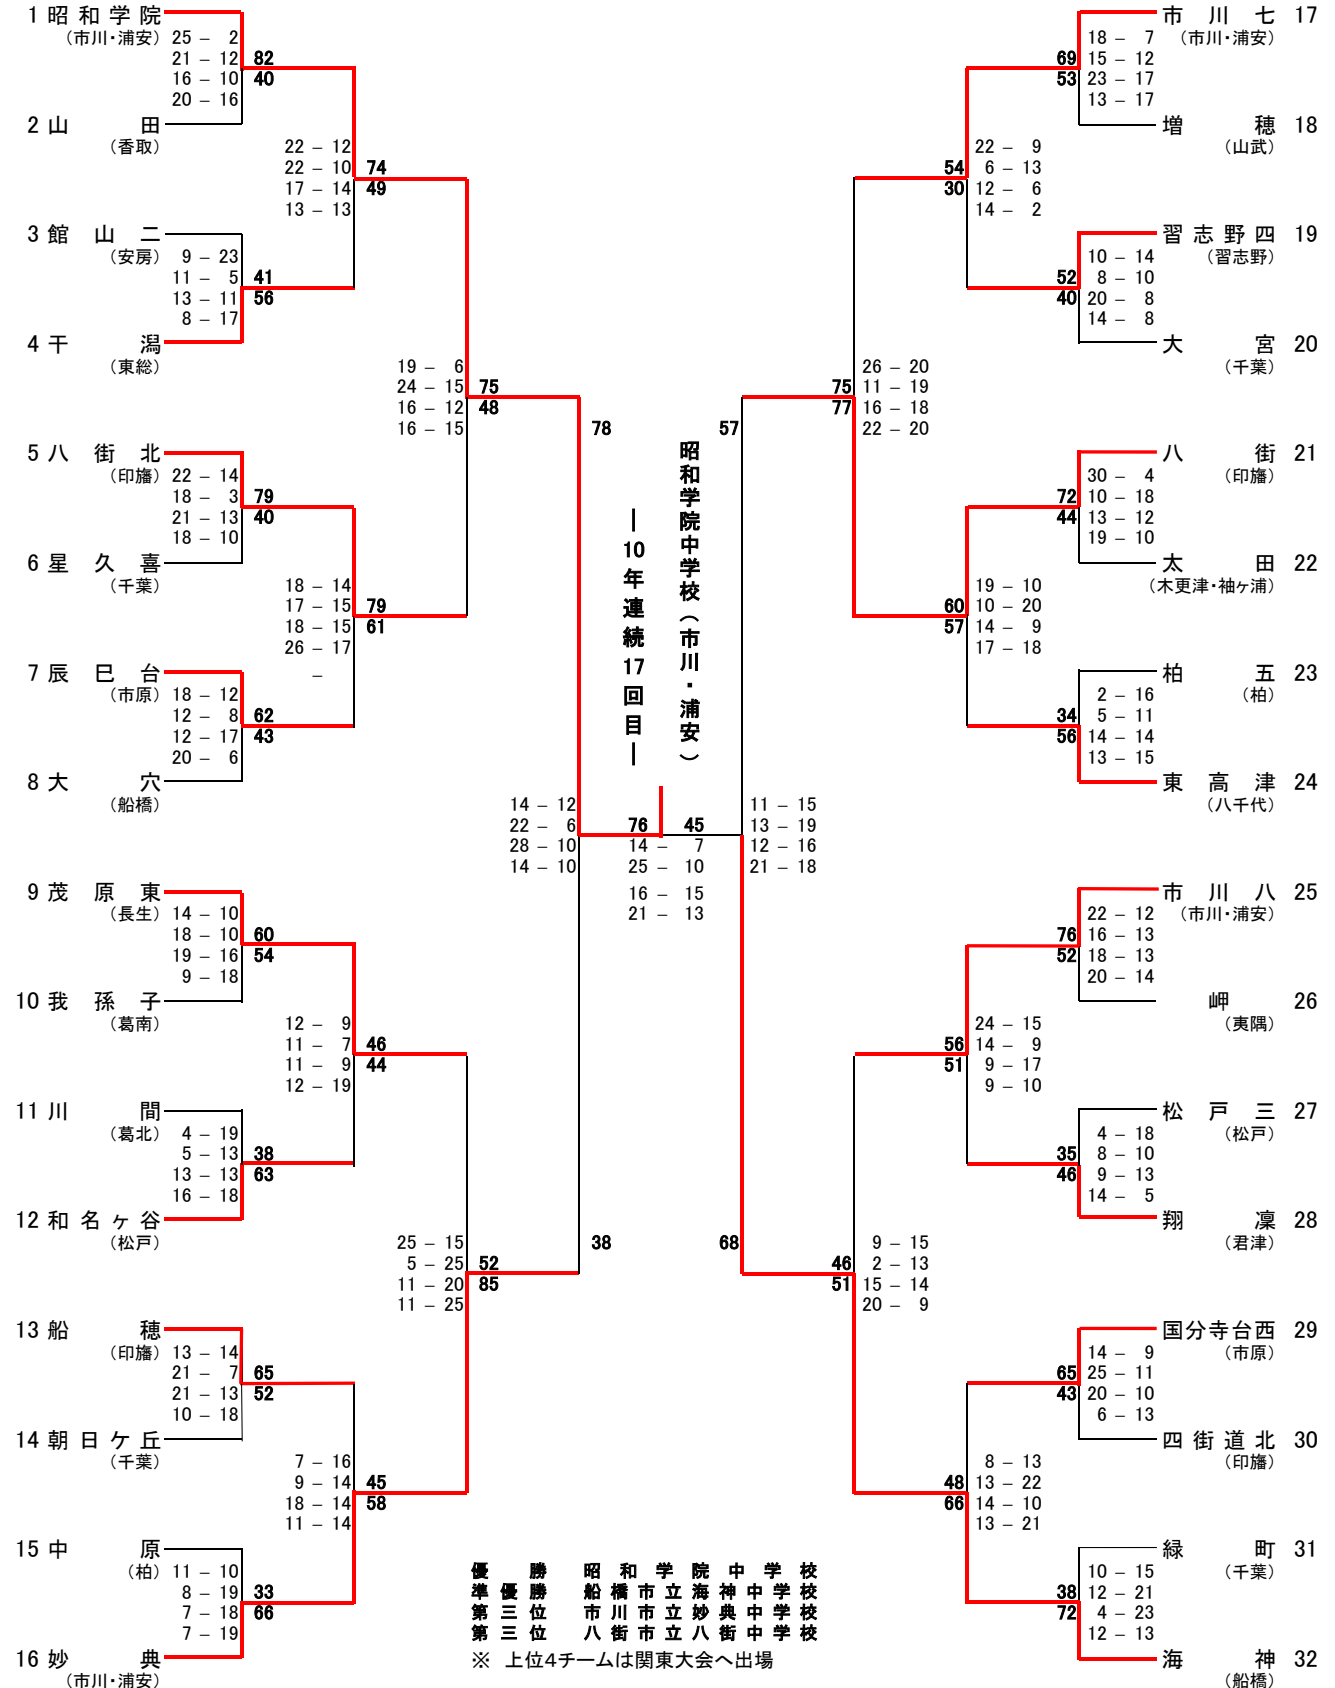 1 昭和学院
(市川・浦安)
25 – 2
21 – 12
16 – 10
20 – 16
82
40
2 山田
(香取)
22 – 12
22 – 10
17 – 14
13 – 13
74
49
3 館山二
(安房)
9 – 23
11 – 5
13 – 11
8 – 17
41
56
4 干潟
(東総)
19 – 6
24 – 15
16 – 12
16 – 15
75
48
5 八街北
(印旛)
22 – 14
18 – 3
21 – 13
18 – 10
79
40
6 星久喜
(千葉)
18 – 14
17 – 15
18 – 15
26 – 17
–
79
61
7 辰巳台
(市原)
18 – 12
12 – 8
12 – 17
20 – 6
62
43
8 大穴
(船橋)
14 – 12
22 – 6
28 – 10
14 – 10
78
38
9 茂原東
(長生)
14 – 10
18 – 10
19 – 16
9 – 18
60
54
10 我孫子
(葛南)
12 – 9
11 – 7
11 – 9
12 – 19
46
44
11 川間
(葛北)
4 – 19
5 – 13
13 – 13
16 – 18
38
63
12 和名ヶ谷
(松戸)
25 – 15
5 – 25
11 – 20
11 – 25
52
85
13 船穂
(印旛)
13 – 14
21 – 7
21 – 13
10 – 18
65
52
14 朝日ケ丘
(千葉)
7 – 16
9 – 14
18 – 14
11 – 14
45
58
15 中原
(柏)
11 – 10
8 – 19
7 – 18
7 – 19
33
66
16 妙典
(市川・浦安)
昭和学院中学校(市川・浦安)
―10年連続17回目―
76 45
14 – 7
25 – 10
16 – 15
21 – 13
市川七 17
(市川・浦安)
18 – 7
15 – 12
23 – 17
13 – 17
69
53
増穂 18
(山武)
22 – 9
6 – 13
12 – 6
14 – 2
54
30
習志野四 19
(習志野)
10 – 14
8 – 10
20 – 8
14 – 8
52
40
大宮 20
(千葉)
26 – 20
11 – 19
16 – 18
22 – 20
75
77
八街 21
(印旛)
30 – 4
10 – 18
13 – 12
19 – 10
72
44
太田 22
(木更津・袖ヶ浦)
19 – 10
10 – 20
14 – 9
17 – 18
60
57
柏五 23
(柏)
2 – 16
5 – 11
14 – 14
13 – 15
34
56
東高津 24
(八千代)
11 – 15
13 – 19
12 – 16
21 – 18
57
68
市川八 25
(市川・浦安)
22 – 12
16 – 13
18 – 13
20 – 14
76
52
岬 26
(夷隅)
24 – 15
14 – 9
9 – 17
9 – 10
56
51
松戸三 27
(松戸)
4 – 18
8 – 10
9 – 13
14 – 5
35
46
翔凜 28
(君津)
9 – 15
2 – 13
15 – 14
20 – 9
46
51
国分寺台西 29
(市原)
14 – 9
25 – 11
20 – 10
6 – 13
65
43
四街道北 30
(印旛)
8 – 13
13 – 22
14 – 10
13 – 21
48
66
緑町 31
(千葉)
10 – 15
12 – 21
4 – 23
12 – 13
38
72
海神 32
(船橋)
優勝 昭和学院中学校
準優勝 船橋市立海神中学校
第三位 市川市立妙典中学校
第三位 八街市立八街中学校
※ 上位4チームは関東大会へ出場